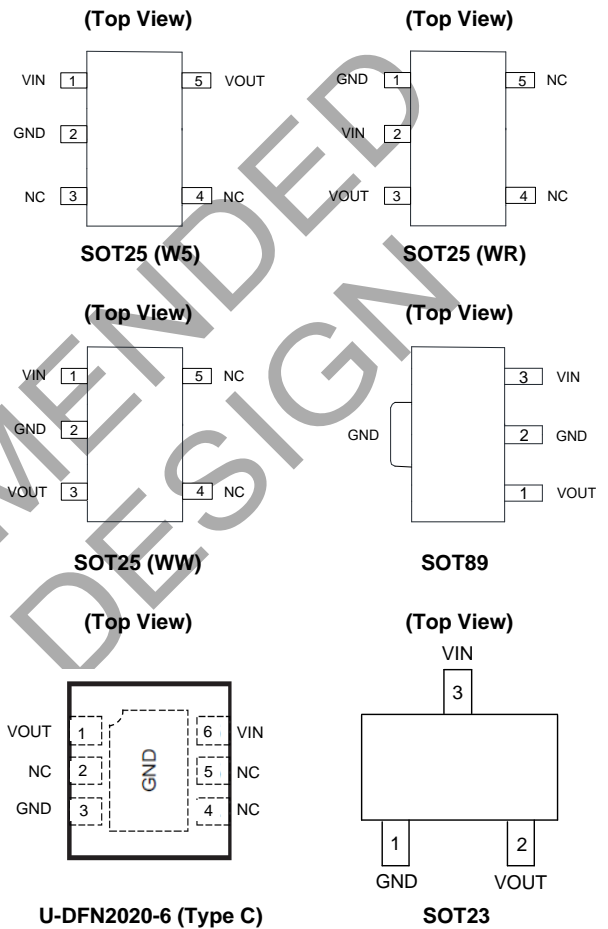 (Top View)
VIN 1 5 VOUT
GND 2
NC 3 4 NC
SOT25 (W5)
(Top View)
GND 1 5 NC
VIN 2
VOUT 3 4 NC
SOT25 (WR)
(Top View)
VIN 1 5 NC
GND 2
VOUT 3 4 NC
SOT25 (WW)
(Top View)
3 VIN
GND 2 GND
1 VOUT
SOT89
(Top View)
VOUT 1 6 VIN
NC 2 GND 5 NC
GND 3 4 NC
U-DFN2020-6 (Type C)
(Top View)
VIN
3
1 2
GND VOUT
SOT23
MENDED
DESIGN